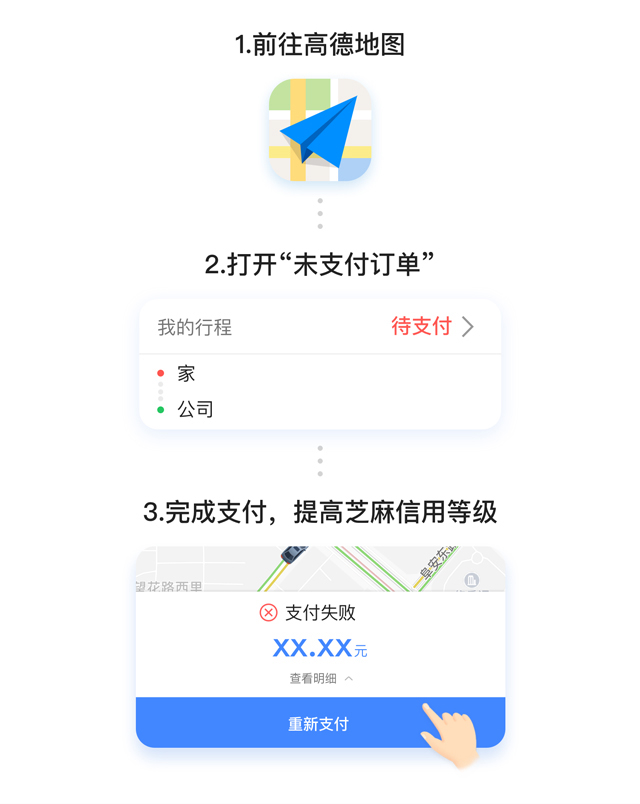 1.前往高德地图
2.打开“未支付订单”
我的行程
待支付
家
公司
3.完成支付，提高芝麻信用等级
望花路西里
阜安东路
支付失败
XX.XX元
查看明细
重新支付